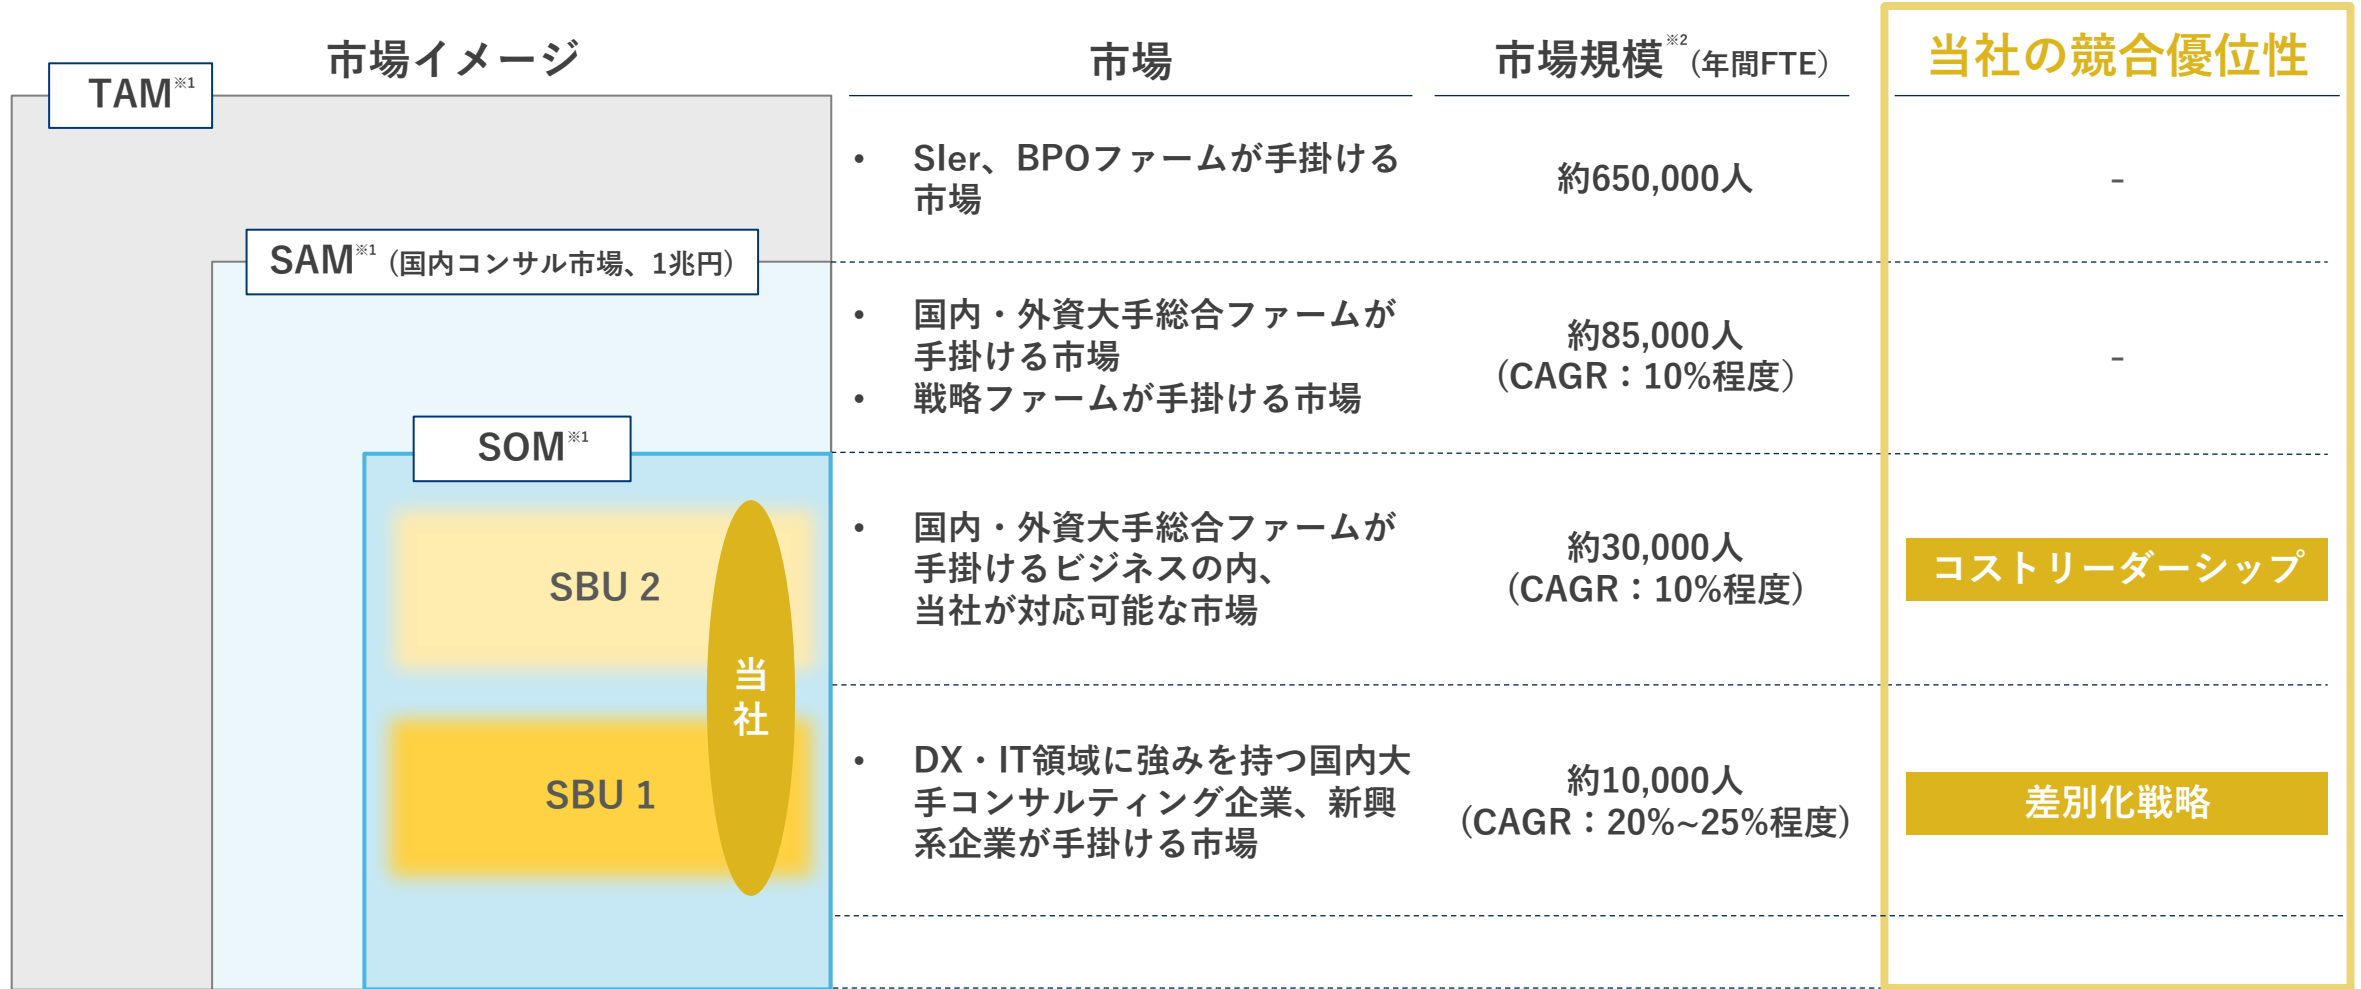 市場イメージ
市場
市場規模※2(年間FTE)
当社の競合優位性
TAM※1
• SIer、BPOファームが手掛ける
市場
約650,000人
-
SAM※1 (国内コンサル市場、1兆円)
• 国内・外資大手総合ファームが
手掛ける市場
• 戦略ファームが手掛ける市場
約85,000人
(CAGR：10%程度)
-
SOM※1
SBU 2
• 国内・外資大手総合ファームが
手掛けるビジネスの内、
当社が対応可能な市場
約30,000人
(CAGR：10%程度)
コストリーダーシップ
当社
SBU 1
• DX・IT領域に強みを持つ国内大
手コンサルティング企業、新興
系企業が手掛ける市場
約10,000人
(CAGR：20%~25%程度)
差別化戦略